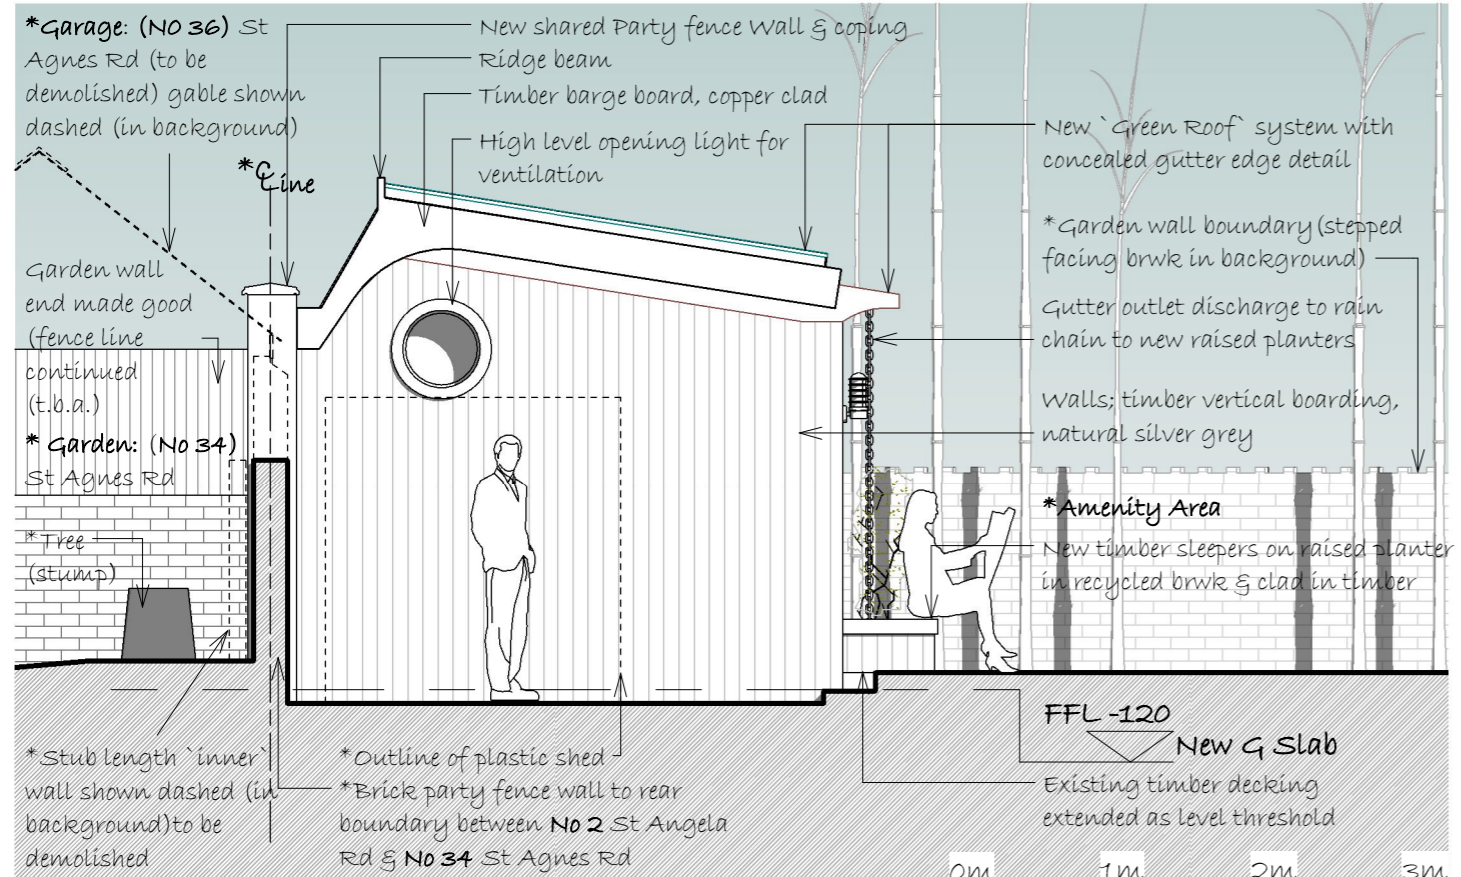 *Garage: (NO 36) St
Agnes Rd (to be
demolished) gable shown
dashed (in background)
*C Line
Garden wall
end made good
(fence line
continued
(t.b.a.)
* Garden: (No 34)
St Agnes Rd
*Tree
(stump)
*Stub length `inner`
wall shown dashed (in
background)to be
demolished
New shared Party fence Wall & coping
Ridge beam
Timber barge board, copper clad
High level opening light for
ventilation
*Outline of plastic shed
*Brick party fence wall to rear
boundary between No 2 St Angela
Rd & No 34 St Agnes Rd
New `Green Roof` system with
concealed gutter edge detail
*Garden wall boundary (stepped
facing brwk in background)
Gutter outlet discharge to rain
chain to new raised planters
Walls; timber vertical boarding,
natural silver grey
*Amenity Area
New timber sleepers on raised planter
in recycled brwk & clad in timber
FFL -120
New G Slab
Existing timber decking
extended as level threshold
0m 1m 2m 3m